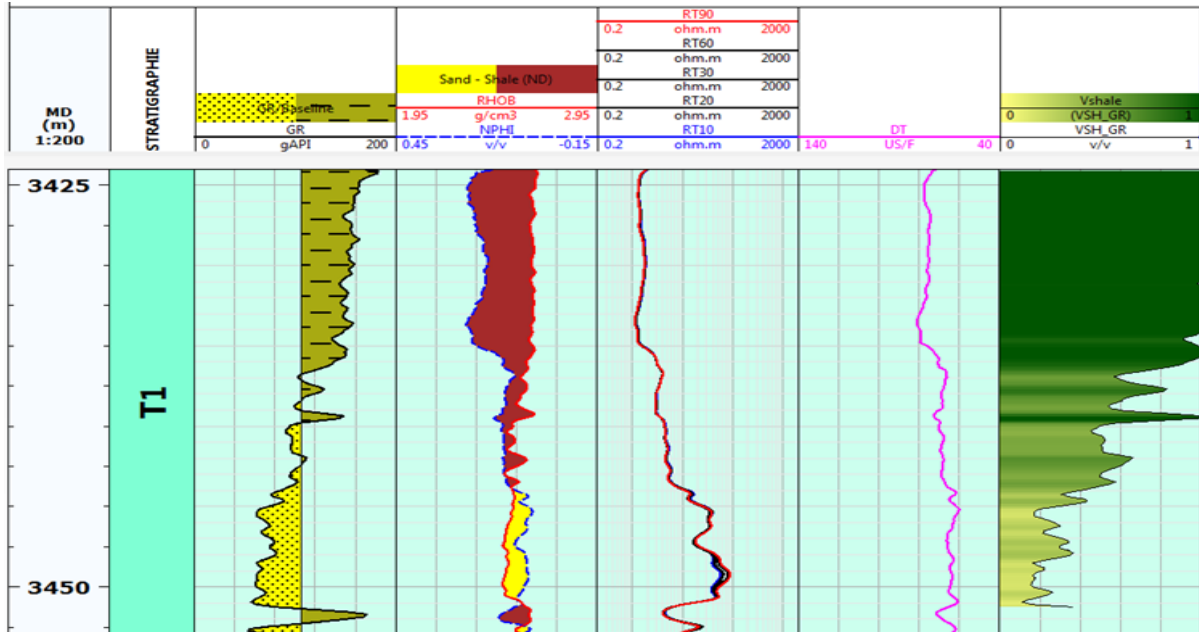 MD
(m)
1:200
STRATIGRAPHIE
GR Baseline
GR
0 gAPI 200
Sand - Shale (ND)
RHOB
1.95 g/cm3 2.95
NPHI
0.45 v/v -0.15
RT90
0.2 ohm.m 2000
RT60
0.2 ohm.m 2000
RT30
0.2 ohm.m 2000
RT20
0.2 ohm.m 2000
RT10
0.2 ohm.m 2000
DT
140 US/F 40
Vshale
0 (VSH_GR) 1
VSH_GR
0 v/v 1
3425
T1
3450